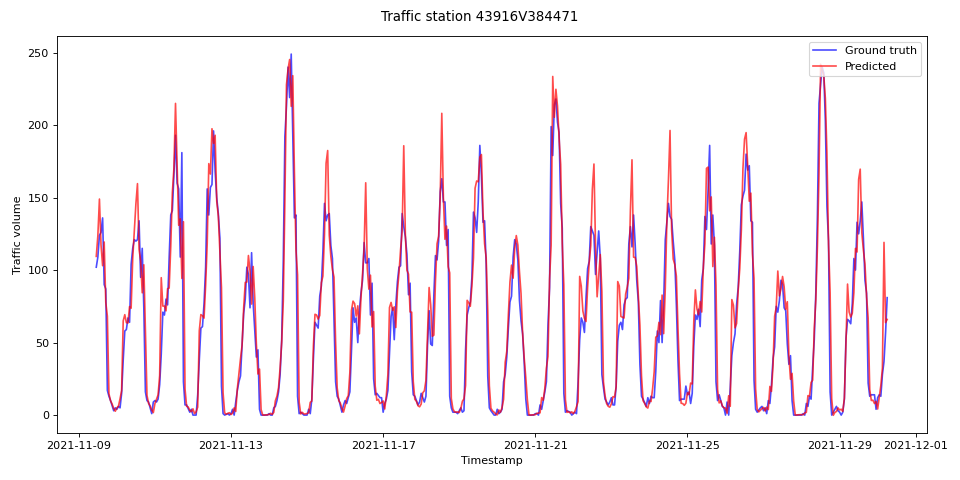 Traffic station 43916V384471
Ground truth
Predicted
250
200
150
100
50
0
Traffic volume
2021-11-09
2021-11-13
2021-11-17
2021-11-21
2021-11-25
2021-11-29
2021-12-01
Timestamp